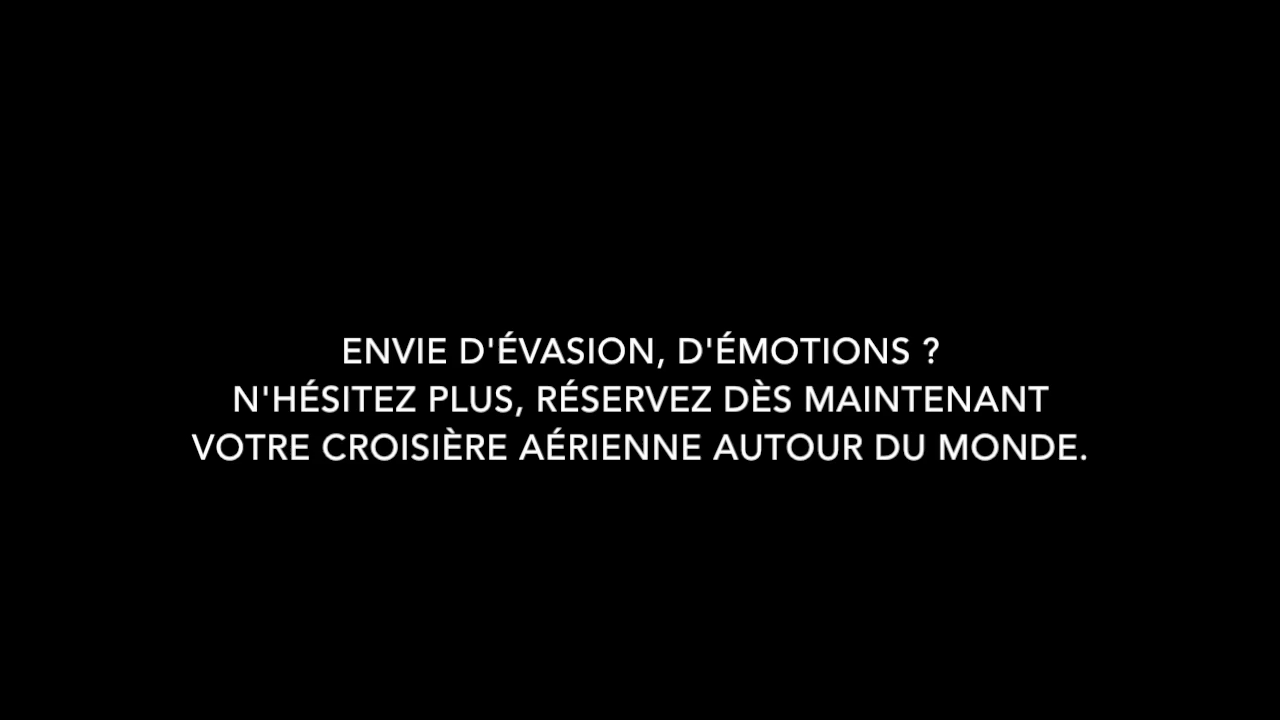 ENVIE D'ÉVASION, D'ÉMOTIONS ?
N'HÉSITEZ PLUS, RÉSERVEZ DÈS MAINTENANT
VOTRE CROISIÈRE AÉRIENNE AUTOUR DU MONDE.